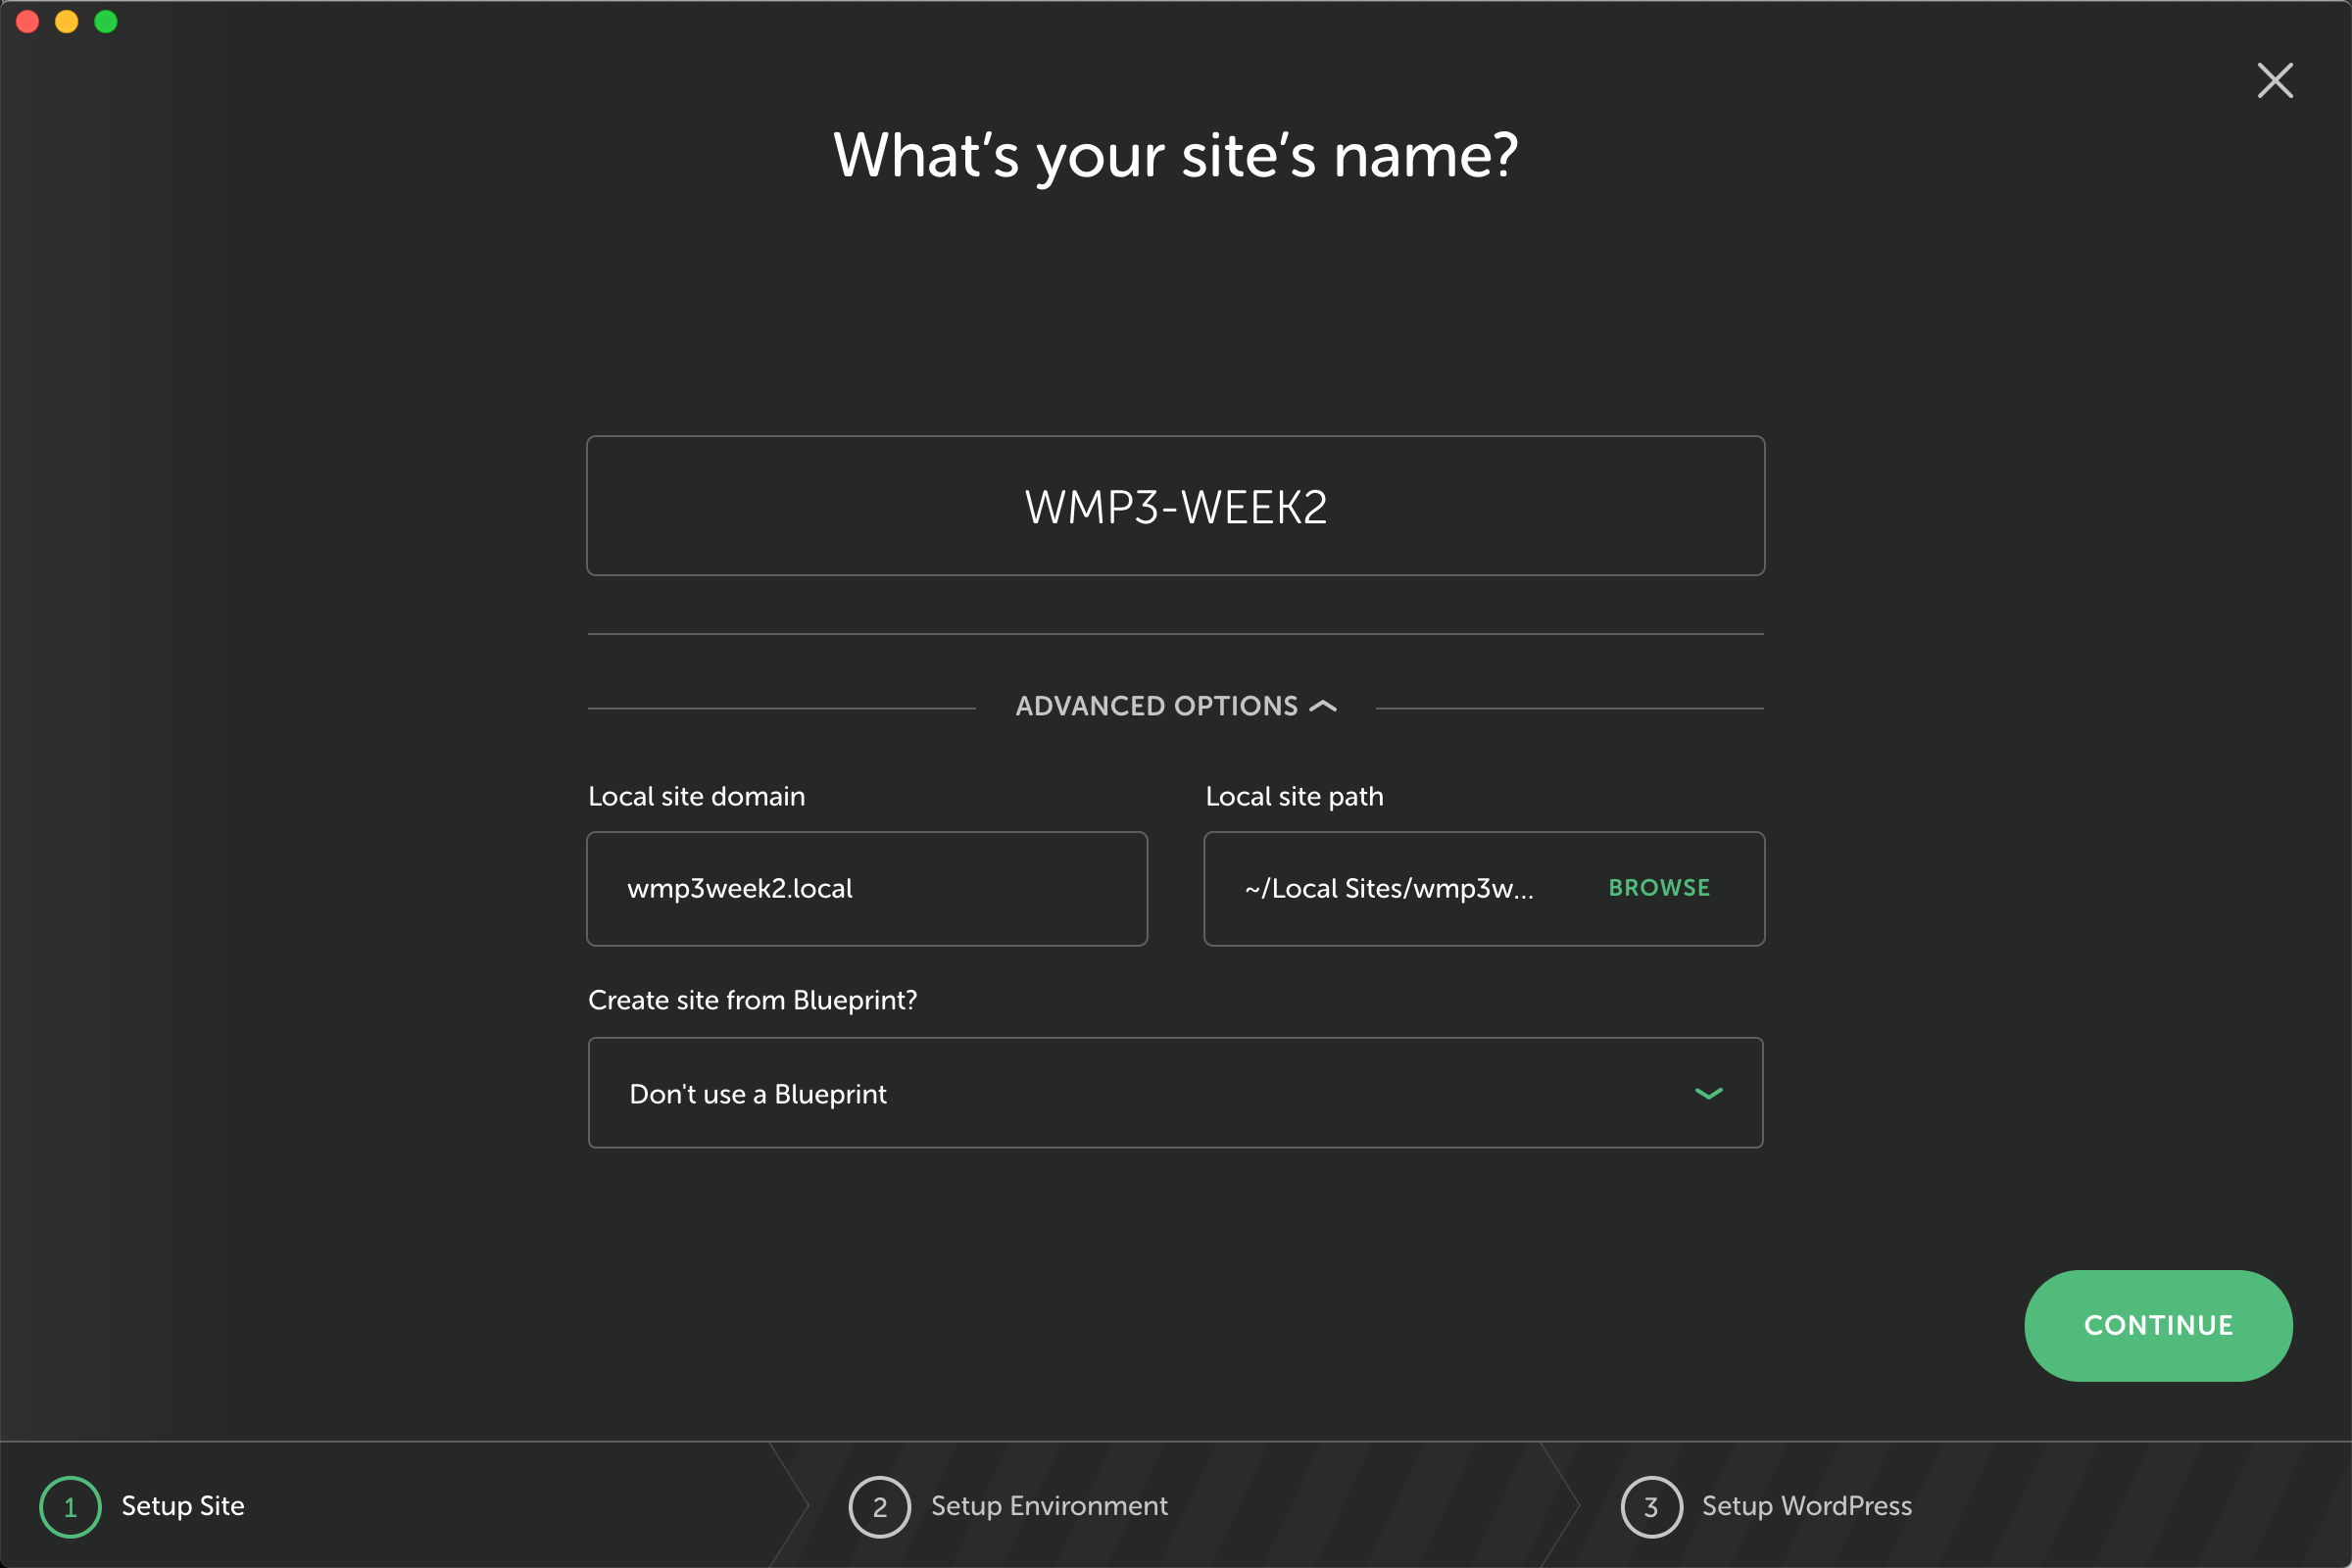 What's your site's name?
WMP3-WEEK2
ADVANCED OPTIONS
Local site domain
Local site path
wmp3week2.local
~/Local Sites/wmp3w...
BROWSE
Create site from Blueprint?
Don't use a Blueprint
CONTINUE
1 Setup Site
2 Setup Environment
3 Setup WordPress